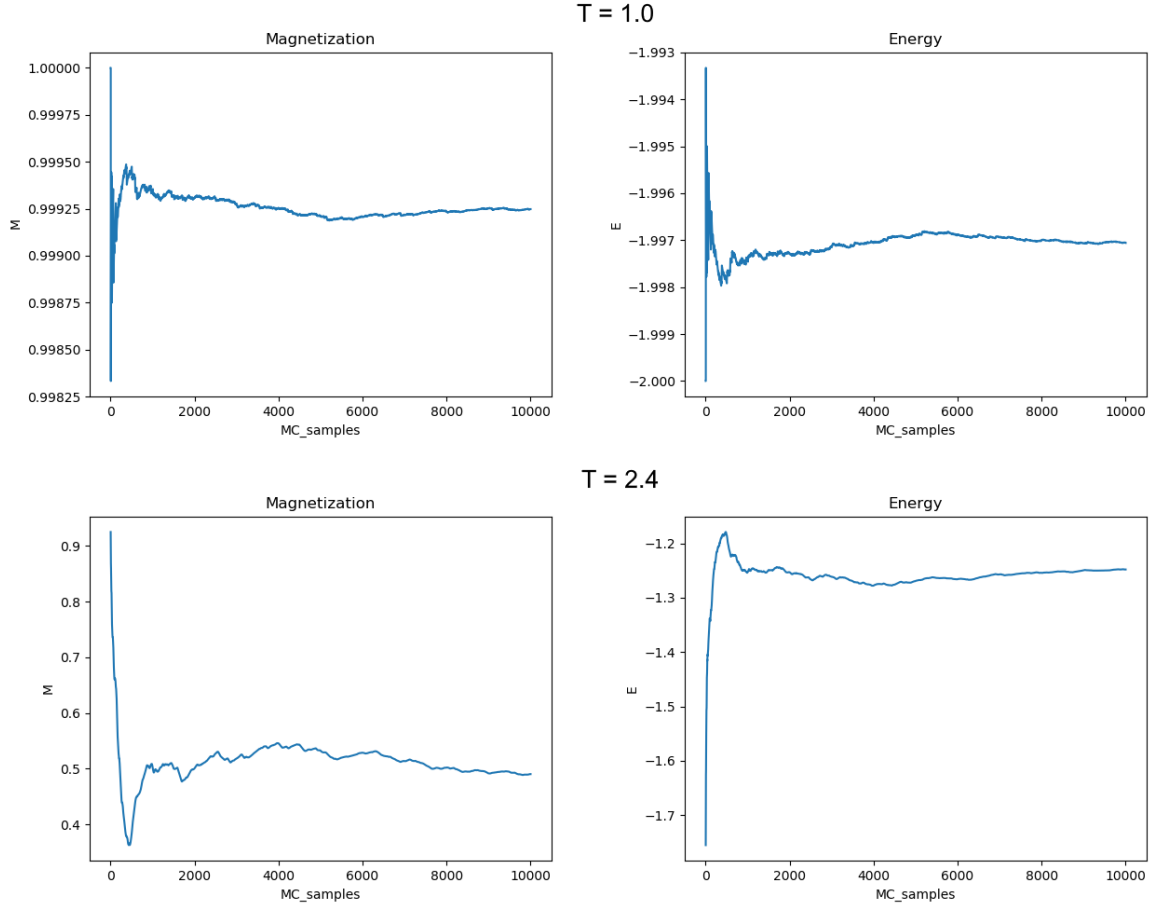 T = 1.0
Magnetization
1.00000
0.99975
0.99950
0.99925
0.99900
0.99875
0.99850
0.99825
M
0 2000 4000 6000 8000 10000
MC_samples
Energy
−1.993
−1.994
−1.995
−1.996
−1.997
−1.998
−1.999
−2.000
E
0 2000 4000 6000 8000 10000
MC_samples
T = 2.4
Magnetization
0.9
0.8
0.7
0.6
0.5
0.4
M
0 2000 4000 6000 8000 10000
MC_samples
Energy
−1.2
−1.3
−1.4
−1.5
−1.6
−1.7
E
0 2000 4000 6000 8000 10000
MC_samples